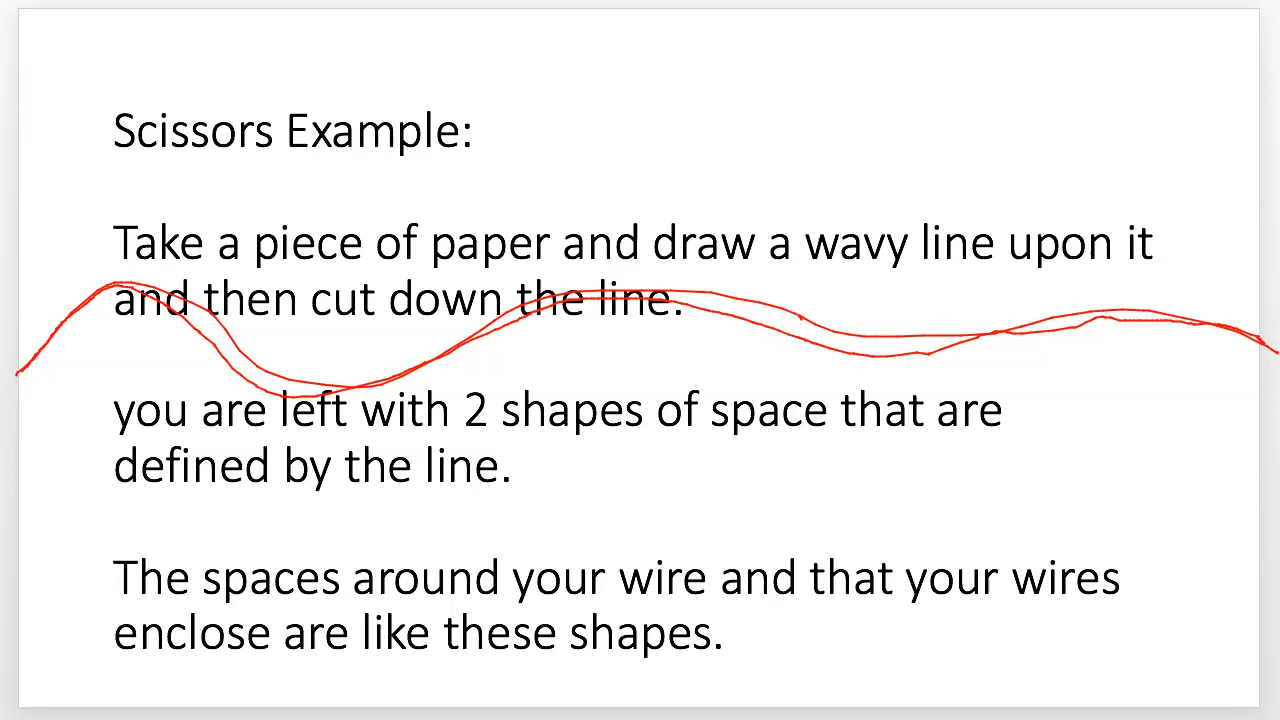 Scissors Example:
Take a piece of paper and draw a wavy line upon it
and then cut down the line.
you are left with 2 shapes of space that are
defined by the line.
The spaces around your wire and that your wires
enclose are like these shapes.